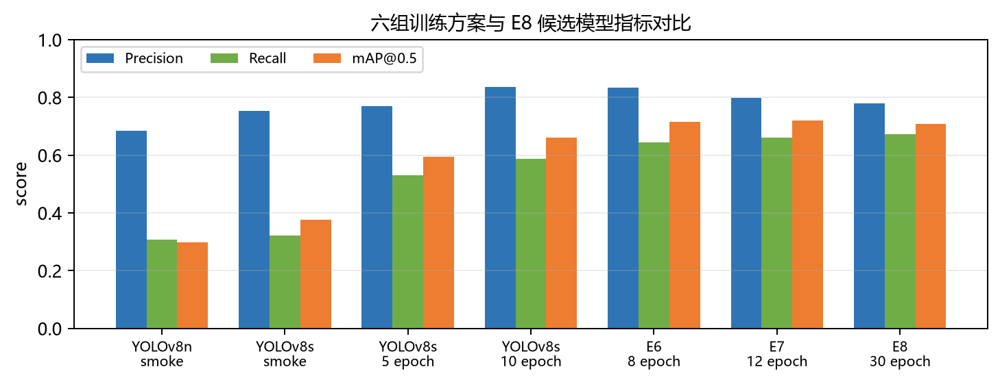 六组训练方案与 E8 候选模型指标对比
Precision
Recall
mAP@0.5
score
1.0
0.8
0.6
0.4
0.2
0.0
YOLOv8n
smoke
YOLOv8s
smoke
YOLOv8s
5 epoch
YOLOv8s
10 epoch
E6
8 epoch
E7
12 epoch
E8
30 epoch